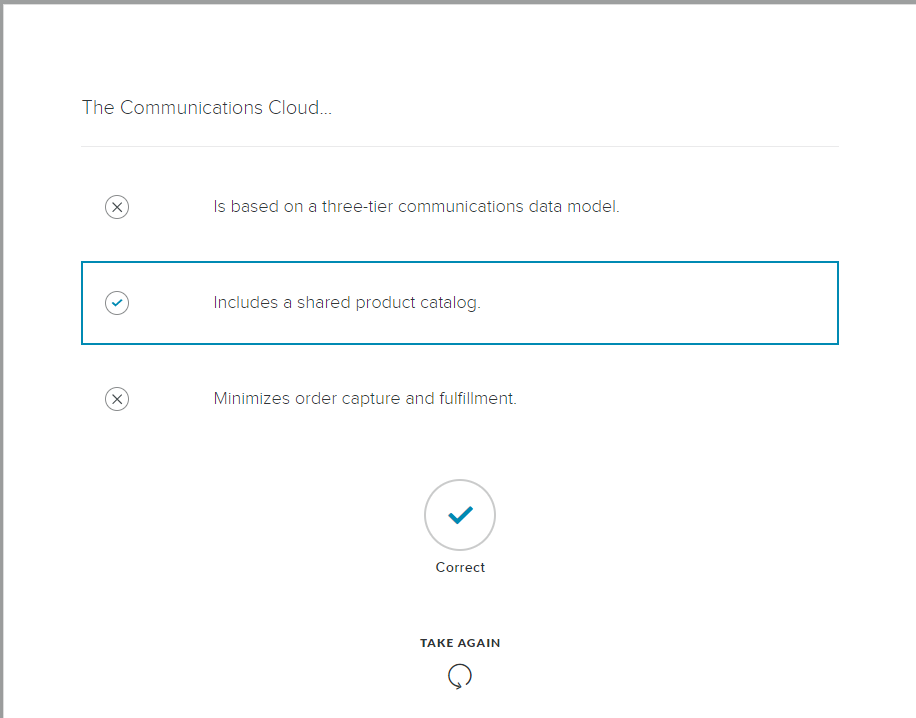 The Communications Cloud...
Is based on a three-tier communications data model.
Includes a shared product catalog.
Minimizes order capture and fulfillment.
Correct
TAKE AGAIN